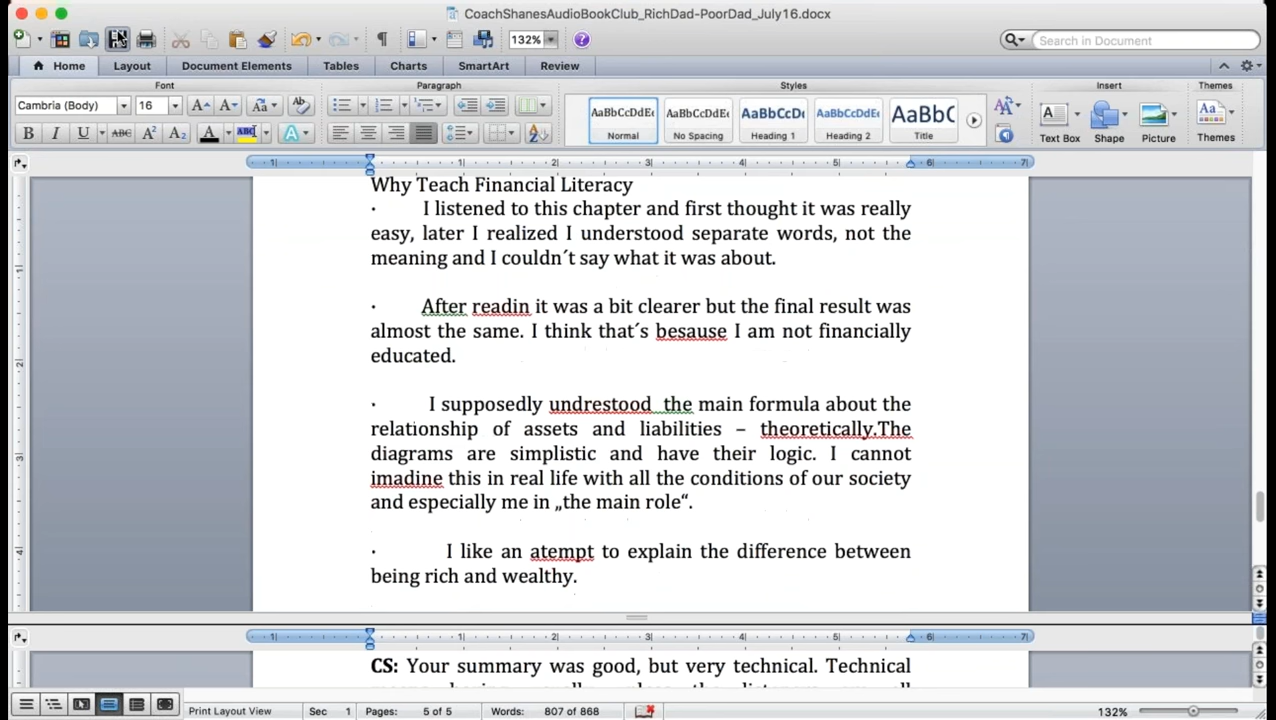 CoachShanesAudioBookClub_RichDad-PoorDad_July16.docx
132%
Search in Document
Home Layout Document Elements Tables Charts SmartArt Review
Font Paragraph Styles Insert Themes
Cambria (Body) 16
AaBbCcDdEe AaBbCcDdEe AaBbCcDc AaBbCcDdEe AaBbC
Normal No Spacing Heading 1 Heading 2 Title Text Box Shape Picture Themes
Why Teach Financial Literacy
· I listened to this chapter and first thought it was really
easy, later I realized I understood separate words, not the
meaning and I couldn´t say what it was about.
· After readin it was a bit clearer but the final result was
almost the same. I think that´s besause I am not financially
educated.
· I supposedly undrestood the main formula about the
relationship of assets and liabilities – theoretically.The
diagrams are simplistic and have their logic. I cannot
imadine this in real life with all the conditions of our society
and especially me in „the main role“.
· I like an atempt to explain the difference between
being rich and wealthy.
CS: Your summary was good, but very technical. Technical
Print Layout View Sec 1 Pages: 5 of 5 Words: 807 of 868 132%